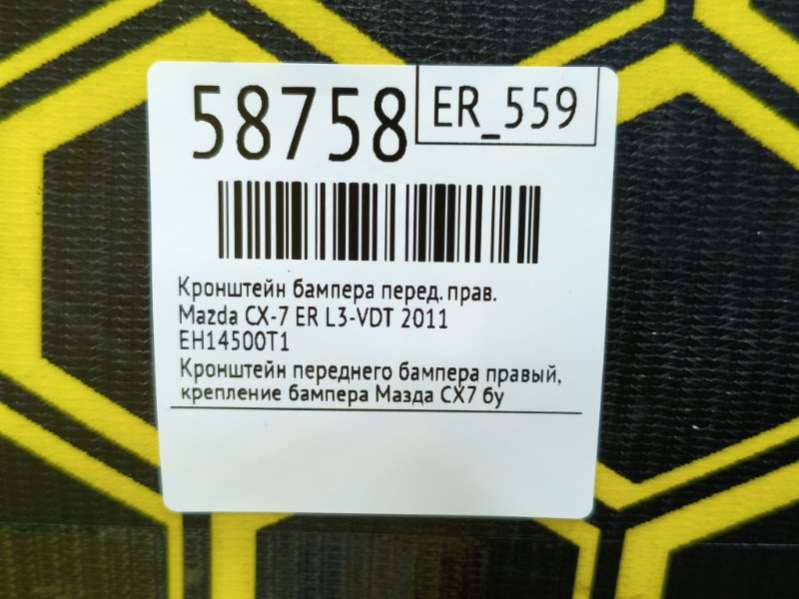 58758
ER_559
Кронштейн бампера перед. прав.
Mazda CX-7 ER L3-VDT 2011
EH14500T1
Кронштейн переднего бампера правый,
крепление бампера Мазда СХ7 бу